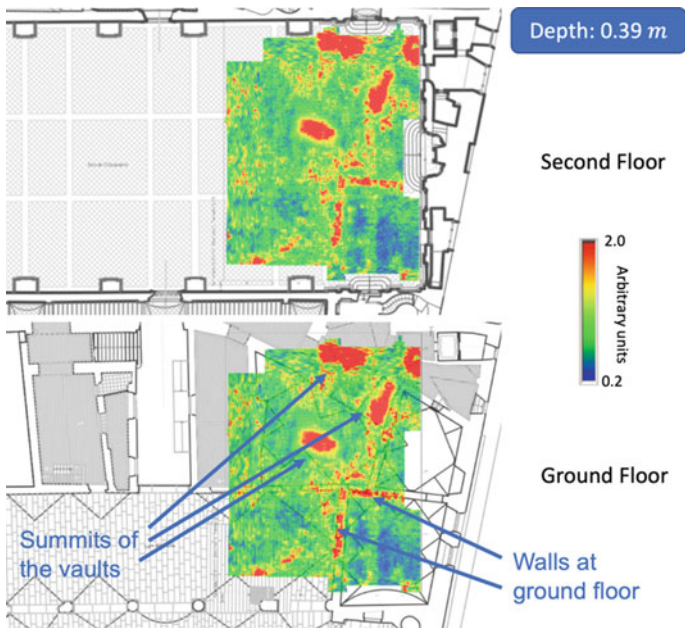 Depth: 0.39 m
Second Floor
2.0
Arbitrary units
0.2
Ground Floor
Summits of
the vaults
Walls at
ground floor